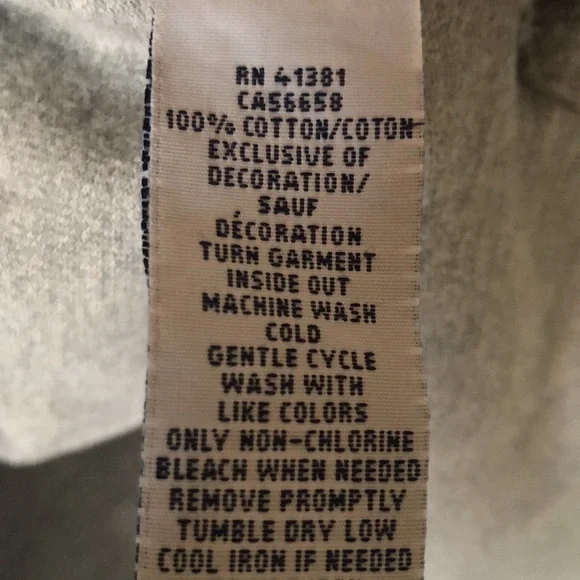 RN 41381
CA56658
100% COTTON/COTON
EXCLUSIVE OF
DECORATION/
SAUF
DÉCORATION
TURN GARMENT
INSIDE OUT
MACHINE WASH
COLD
GENTLE CYCLE
WASH WITH
LIKE COLORS
ONLY NON-CHLORINE
BLEACH WHEN NEEDED
REMOVE PROMPTLY
TUMBLE DRY LOW
COOL IRON IF NEEDED